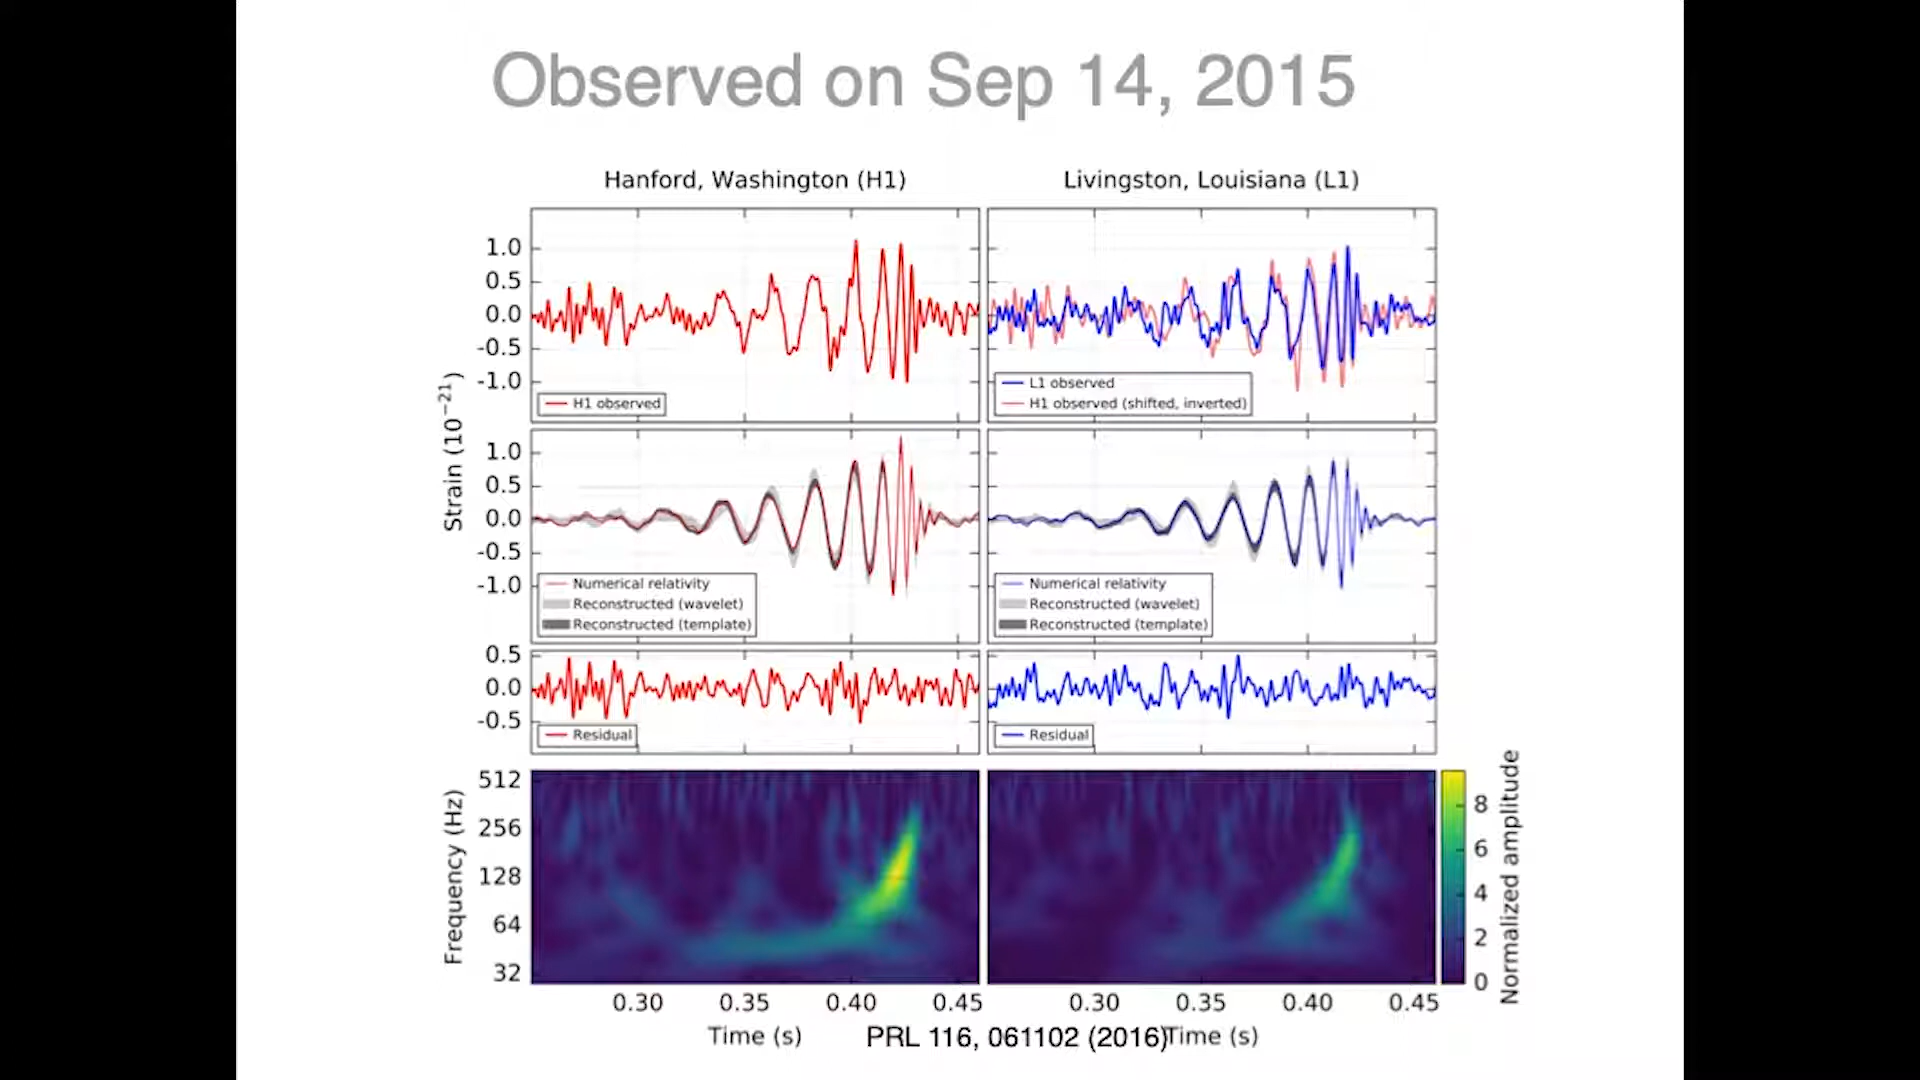 Observed on Sep 14, 2015
Hanford, Washington (H1)
Livingston, Louisiana (L1)
Strain (10⁻²¹)
1.0
0.5
0.0
-0.5
-1.0
H1 observed
L1 observed
H1 observed (shifted, inverted)
1.0
0.5
0.0
-0.5
-1.0
Numerical relativity
Reconstructed (wavelet)
Reconstructed (template)
Numerical relativity
Reconstructed (wavelet)
Reconstructed (template)
0.5
0.0
-0.5
Residual
Residual
Frequency (Hz)
512
256
128
64
32
Normalized amplitude
8
6
4
2
0
0.30 0.35 0.40 0.45
0.30 0.35 0.40 0.45
Time (s)
PRL 116, 061102 (2016)
Time (s)